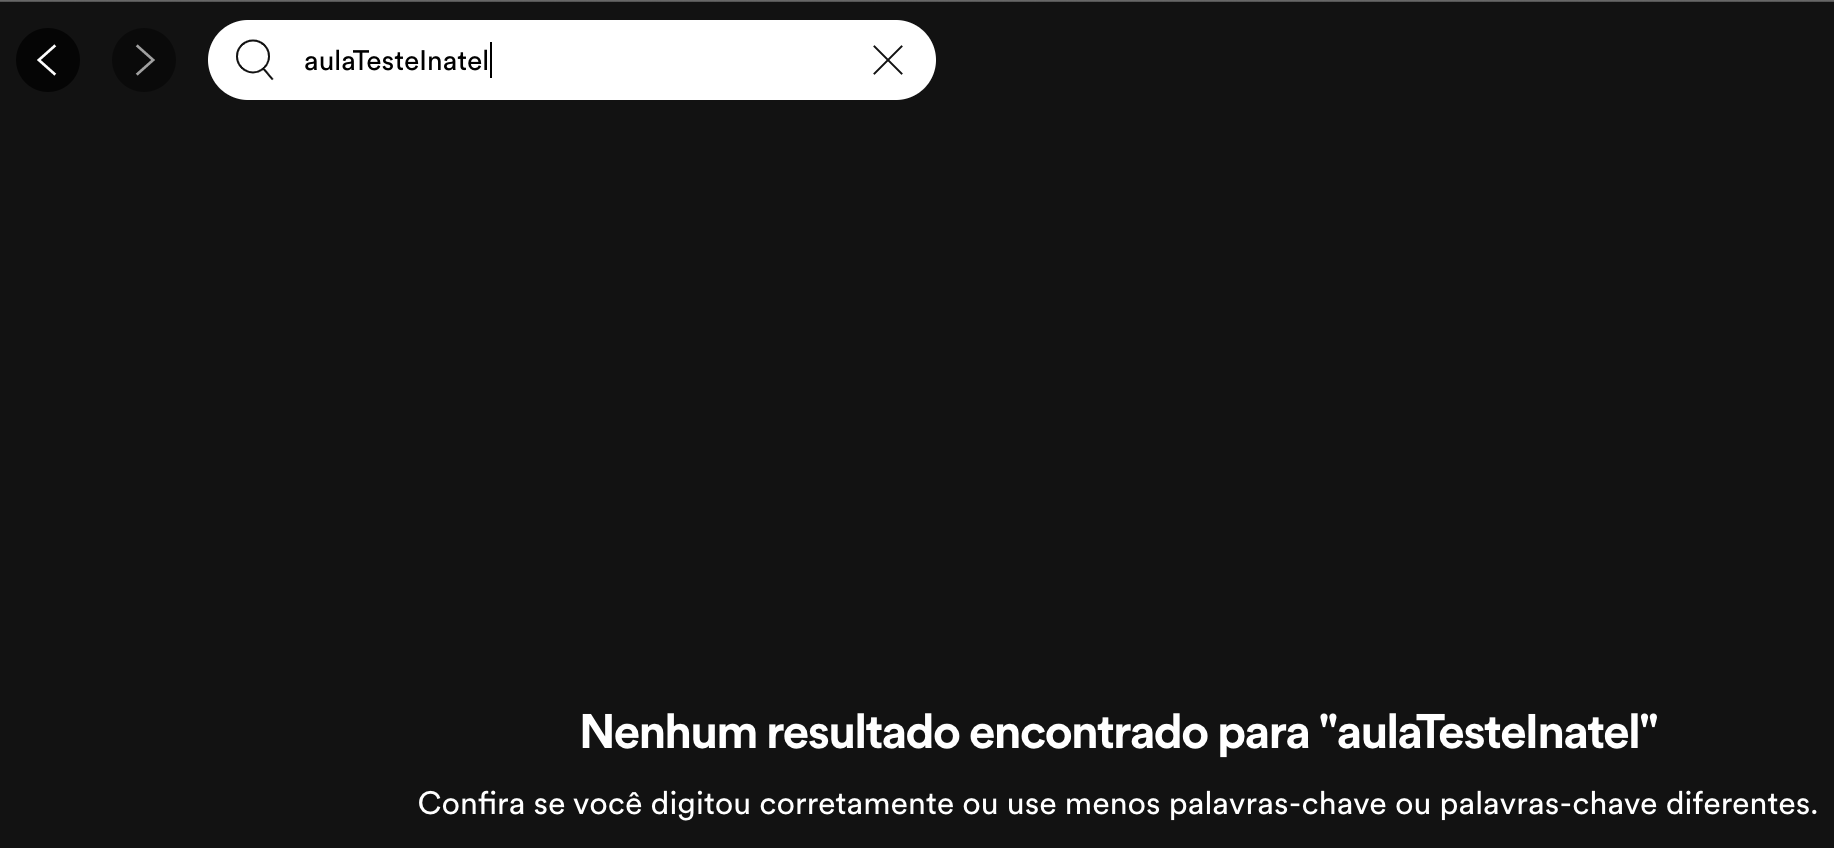 aulaTesteInatel
Nenhum resultado encontrado para "aulaTesteInatel"
Confira se você digitou corretamente ou use menos palavras-chave ou palavras-chave diferentes.